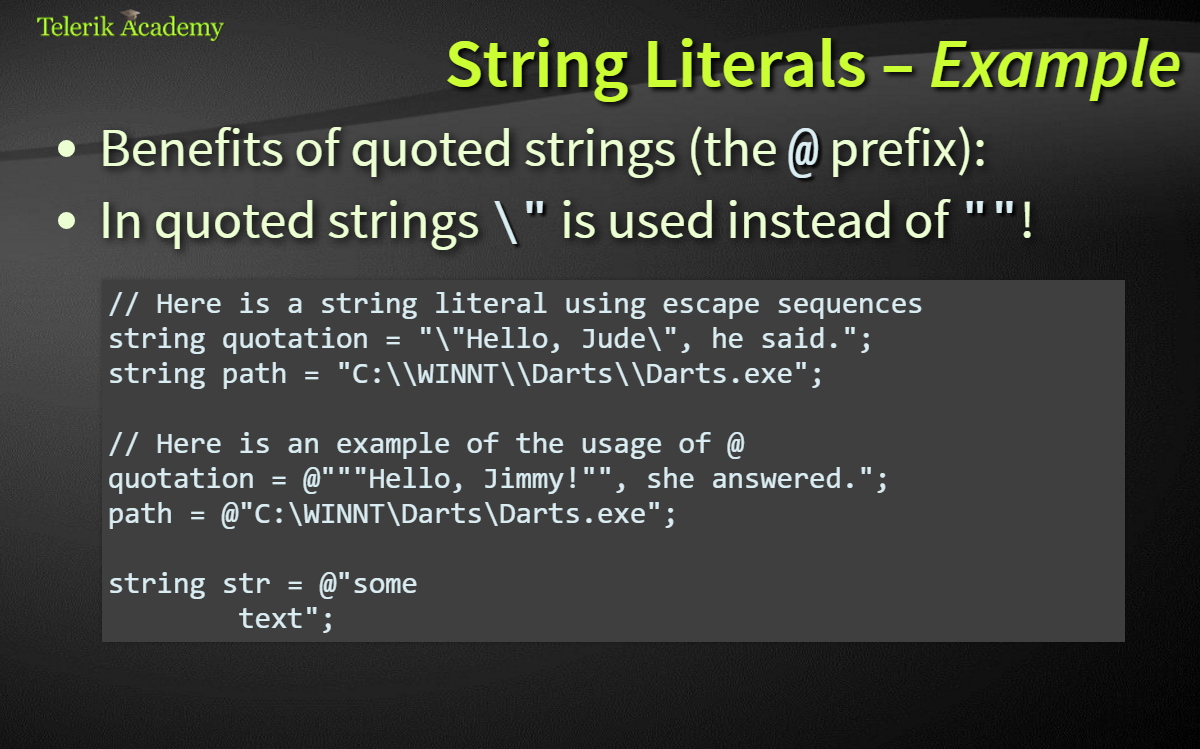 Telerik Academy
String Literals – Example
• Benefits of quoted strings (the @ prefix):
• In quoted strings \" is used instead of ""!
// Here is a string literal using escape sequences
string quotation = "\"Hello, Jude\", he said.";
string path = "C:\\WINNT\\Darts\\Darts.exe";
// Here is an example of the usage of @
quotation = @"""Hello, Jimmy!"", she answered.";
path = @"C:\WINNT\Darts\Darts.exe";
string str = @"some
        text";